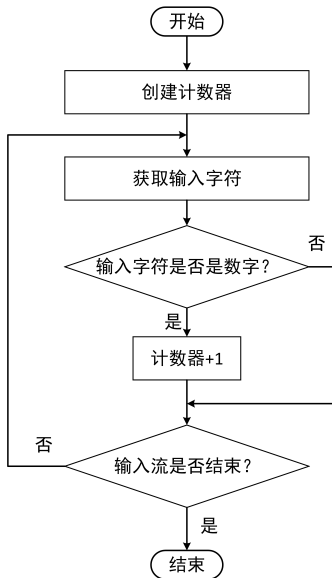 开始
创建计数器
获取输入字符
输入字符是否是数字?
否
是
计数器+1
否
输入流是否结束?
是
结束